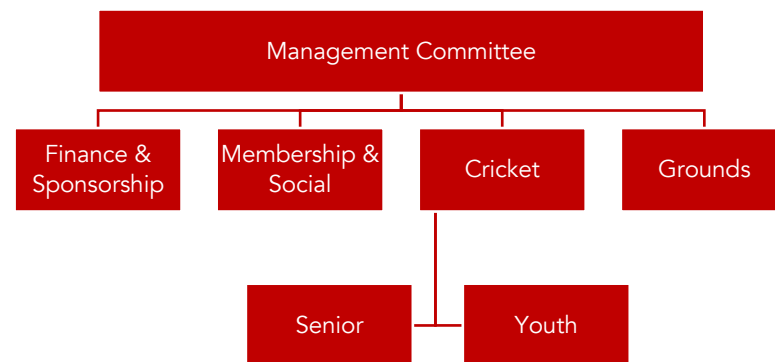 Management Committee
Finance &
Sponsorship
Membership &
Social
Cricket
Grounds
Senior
Youth